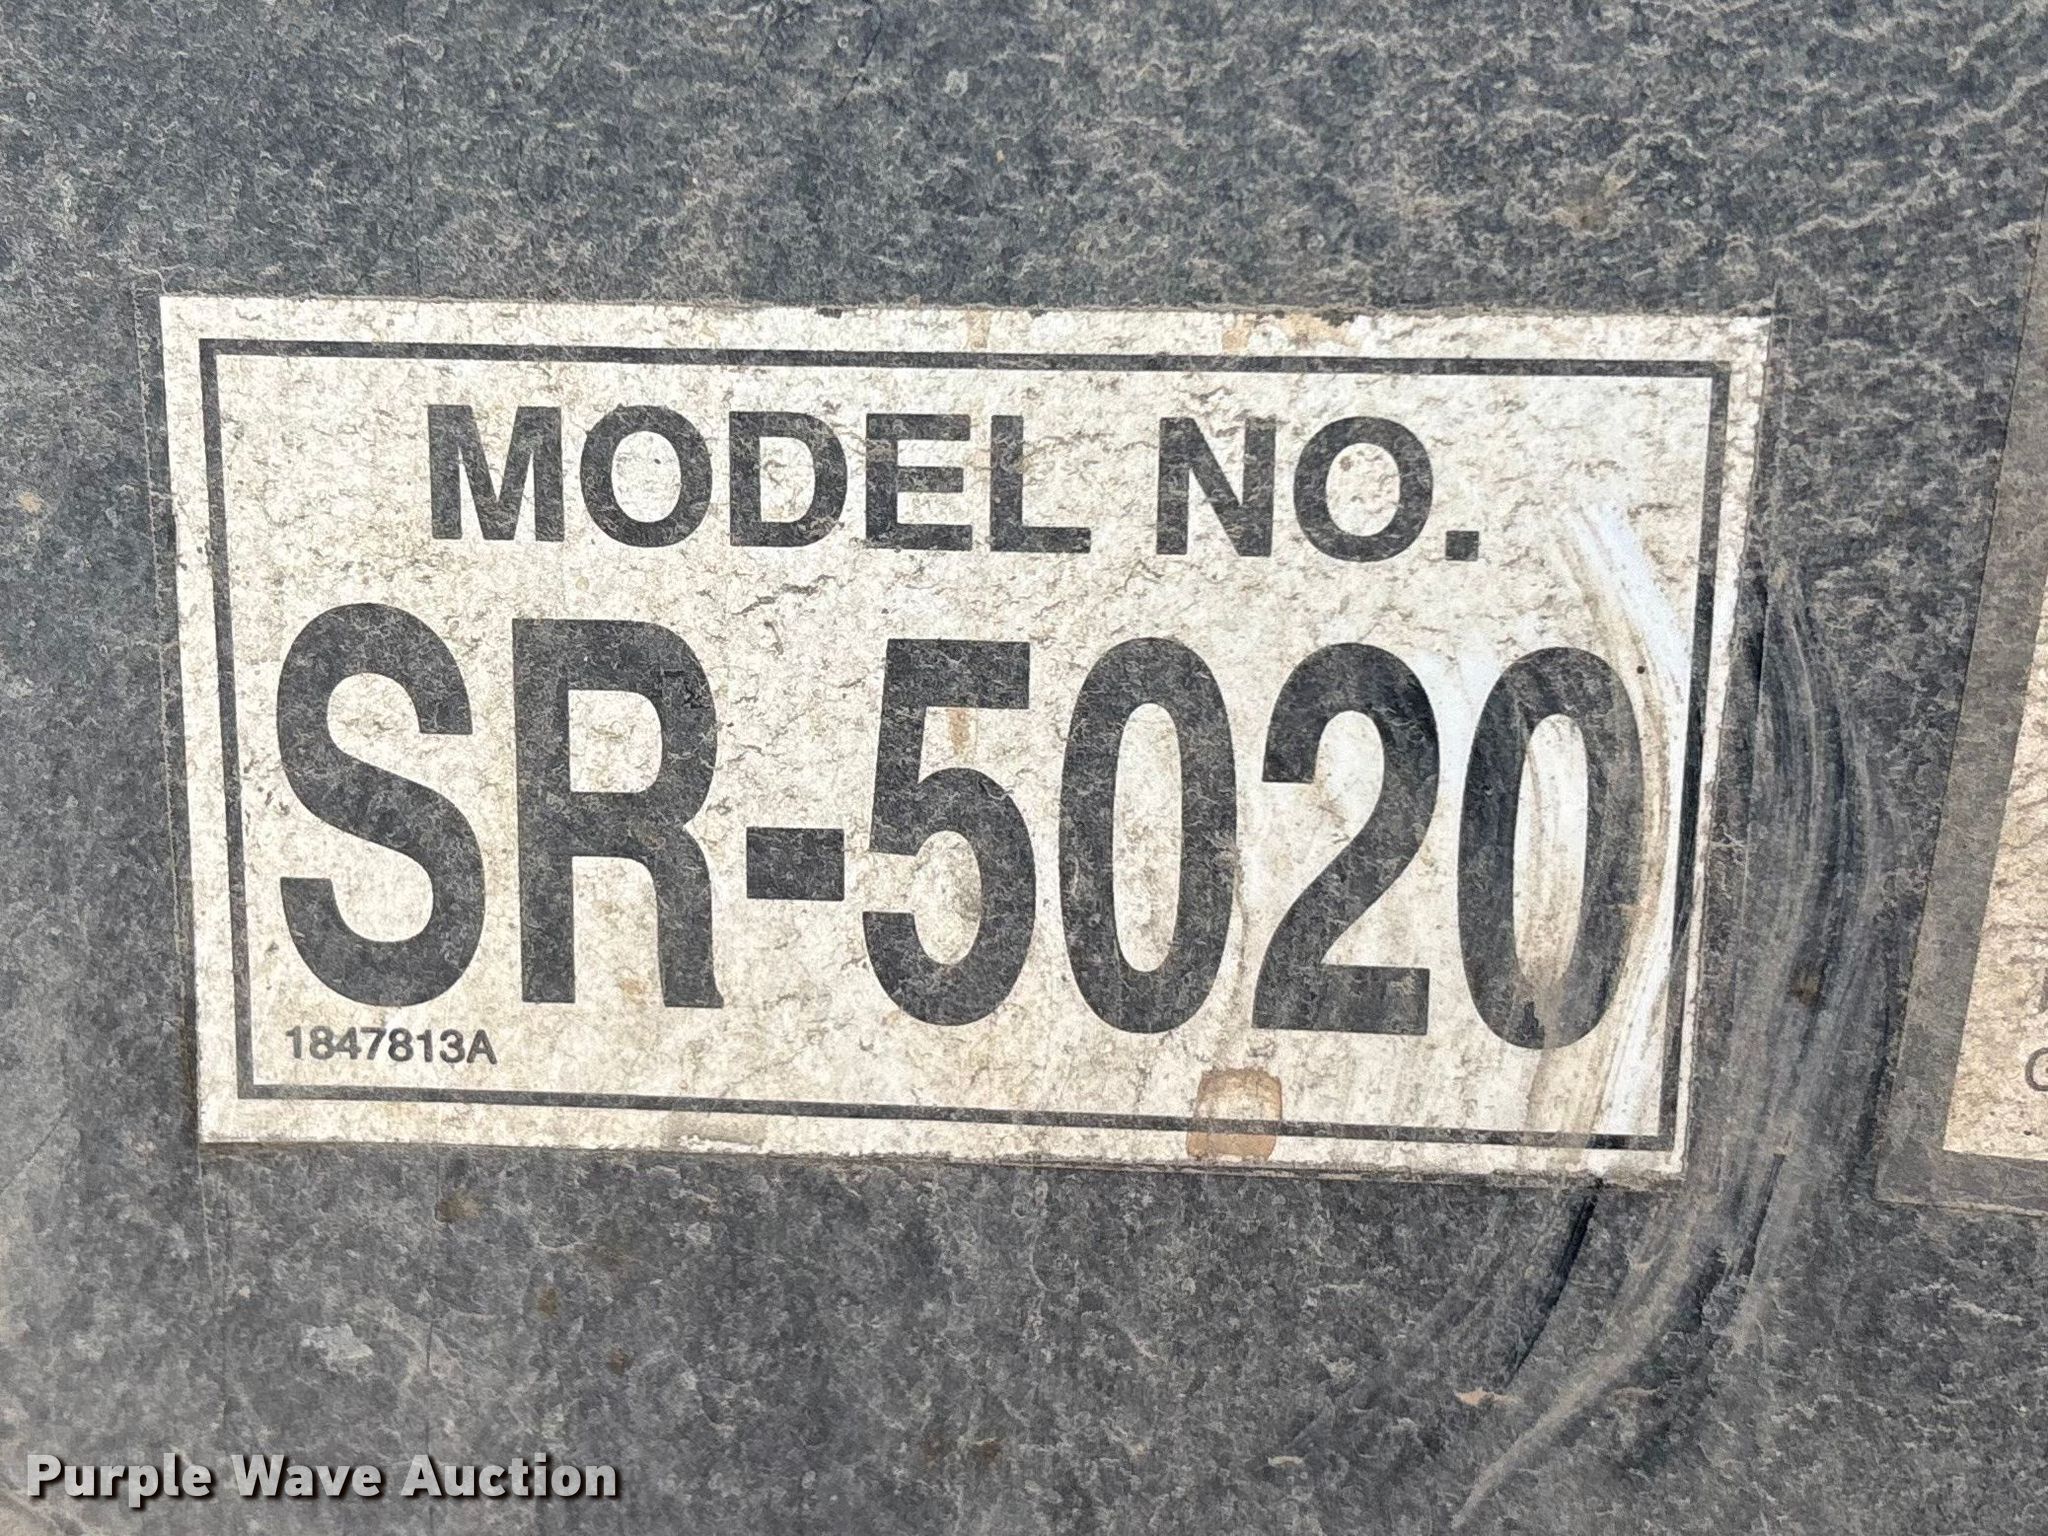 MODEL NO.
SR-5020
1847813A
G
Purple Wave Auction